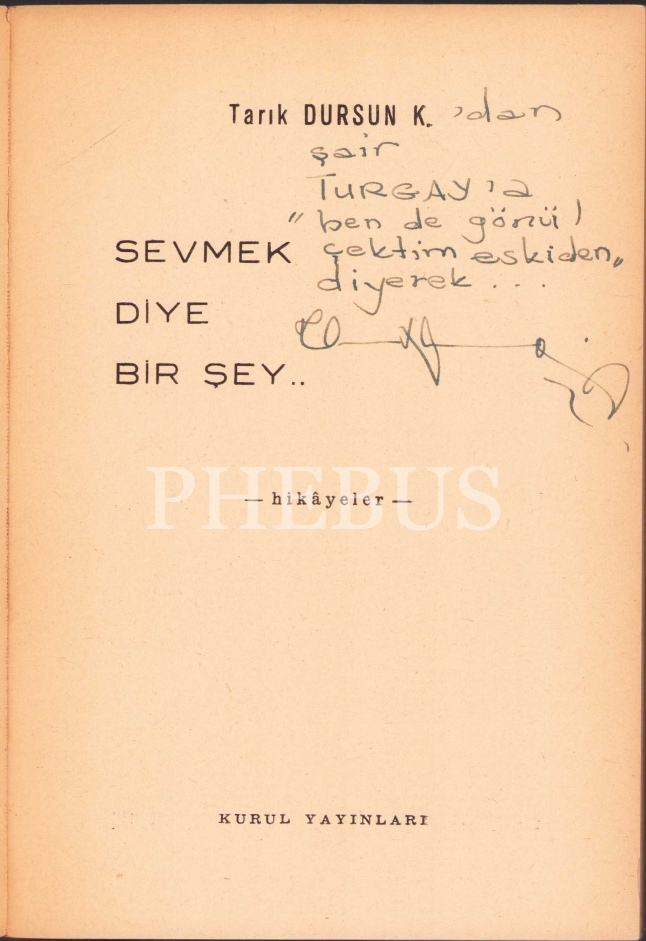 Tarık DURSUN K. 'dan
şair
TURGAY'a
"ben de gönül
çektim eskiden„
diyerek...
SEVMEK
DİYE
BİR ŞEY..
PHEBUS
— hikâyeler —
KURUL YAYINLARI